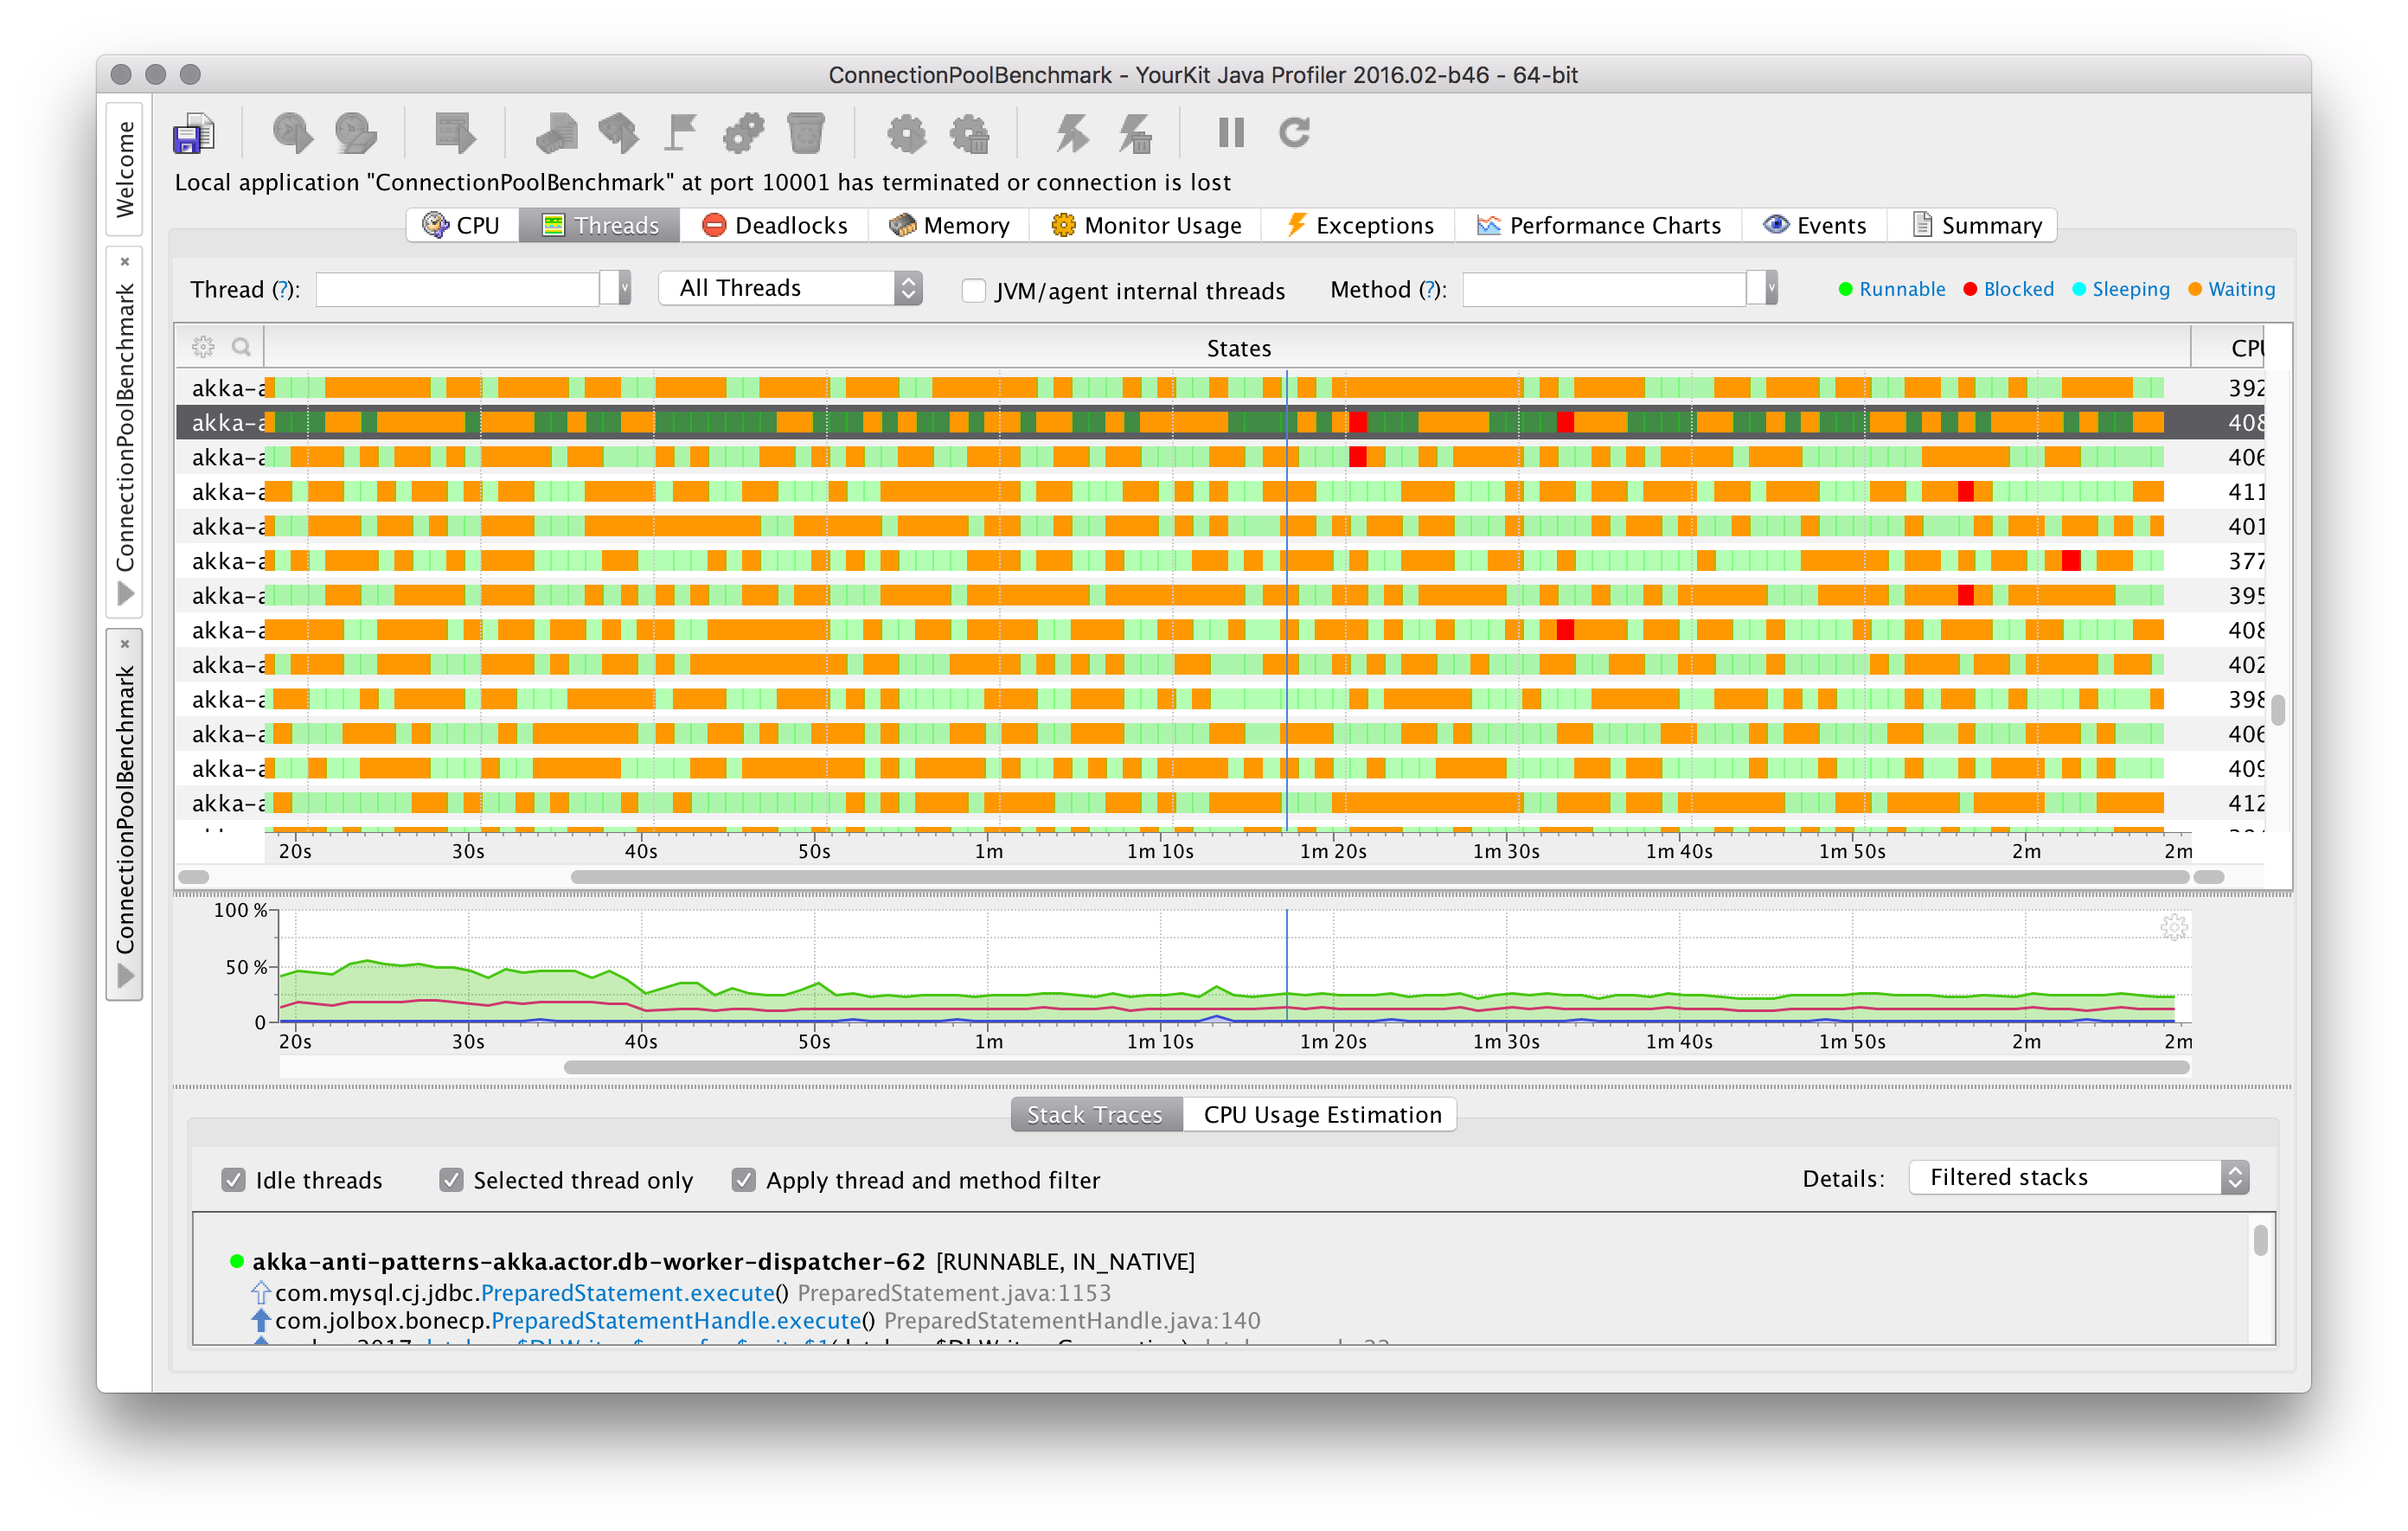 ConnectionPoolBenchmark - YourKit Java Profiler 2016.02-b46 - 64-bit
Welcome
ConnectionPoolBenchmark
ConnectionPoolBenchmark
Local application "ConnectionPoolBenchmark" at port 10001 has terminated or connection is lost
CPU Threads Deadlocks Memory Monitor Usage Exceptions Performance Charts Events Summary
Thread (?): All Threads JVM/agent internal threads Method (?): Runnable Blocked Sleeping Waiting
States CPU
akka-a 392
akka-a 408
akka-a 406
akka-a 411
akka-a 401
akka-a 377
akka-a 395
akka-a 408
akka-a 402
akka-a 398
akka-a 406
akka-a 409
akka-a 412
20s 30s 40s 50s 1m 1m 10s 1m 20s 1m 30s 1m 40s 1m 50s 2m 2m
100 %
50 %
0
20s 30s 40s 50s 1m 1m 10s 1m 20s 1m 30s 1m 40s 1m 50s 2m 2m
Stack Traces CPU Usage Estimation
Idle threads Selected thread only Apply thread and method filter Details: Filtered stacks
akka-anti-patterns-akka.actor.db-worker-dispatcher-62 [RUNNABLE, IN_NATIVE]
com.mysql.cj.jdbc.PreparedStatement.execute() PreparedStatement.java:1153
com.jolbox.bonecp.PreparedStatementHandle.execute() PreparedStatementHandle.java:140